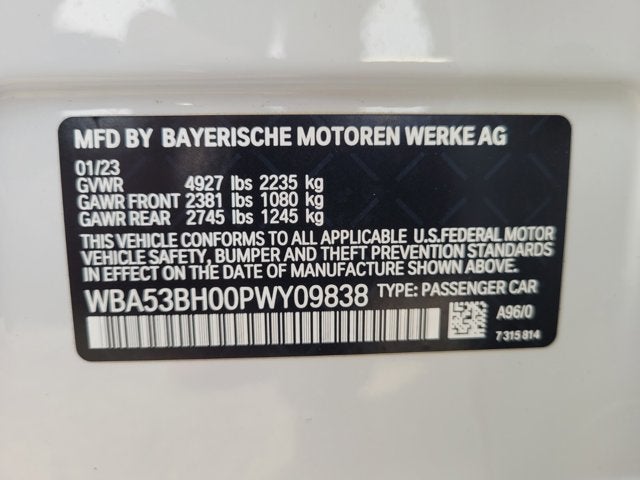 MFD BY BAYERISCHE MOTOREN WERKE AG
01/23
GVWR 4927 lbs 2235 kg
GAWR FRONT 2381 lbs 1080 kg
GAWR REAR 2745 lbs 1245 kg
THIS VEHICLE CONFORMS TO ALL APPLICABLE U.S.FEDERAL MOTOR
VEHICLE SAFETY, BUMPER AND THEFT PREVENTION STANDARDS
IN EFFECT ON THE DATE OF MANUFACTURE SHOWN ABOVE.
WBA53BH00PWY09838 TYPE: PASSENGER CAR
A96/0
7 315 814